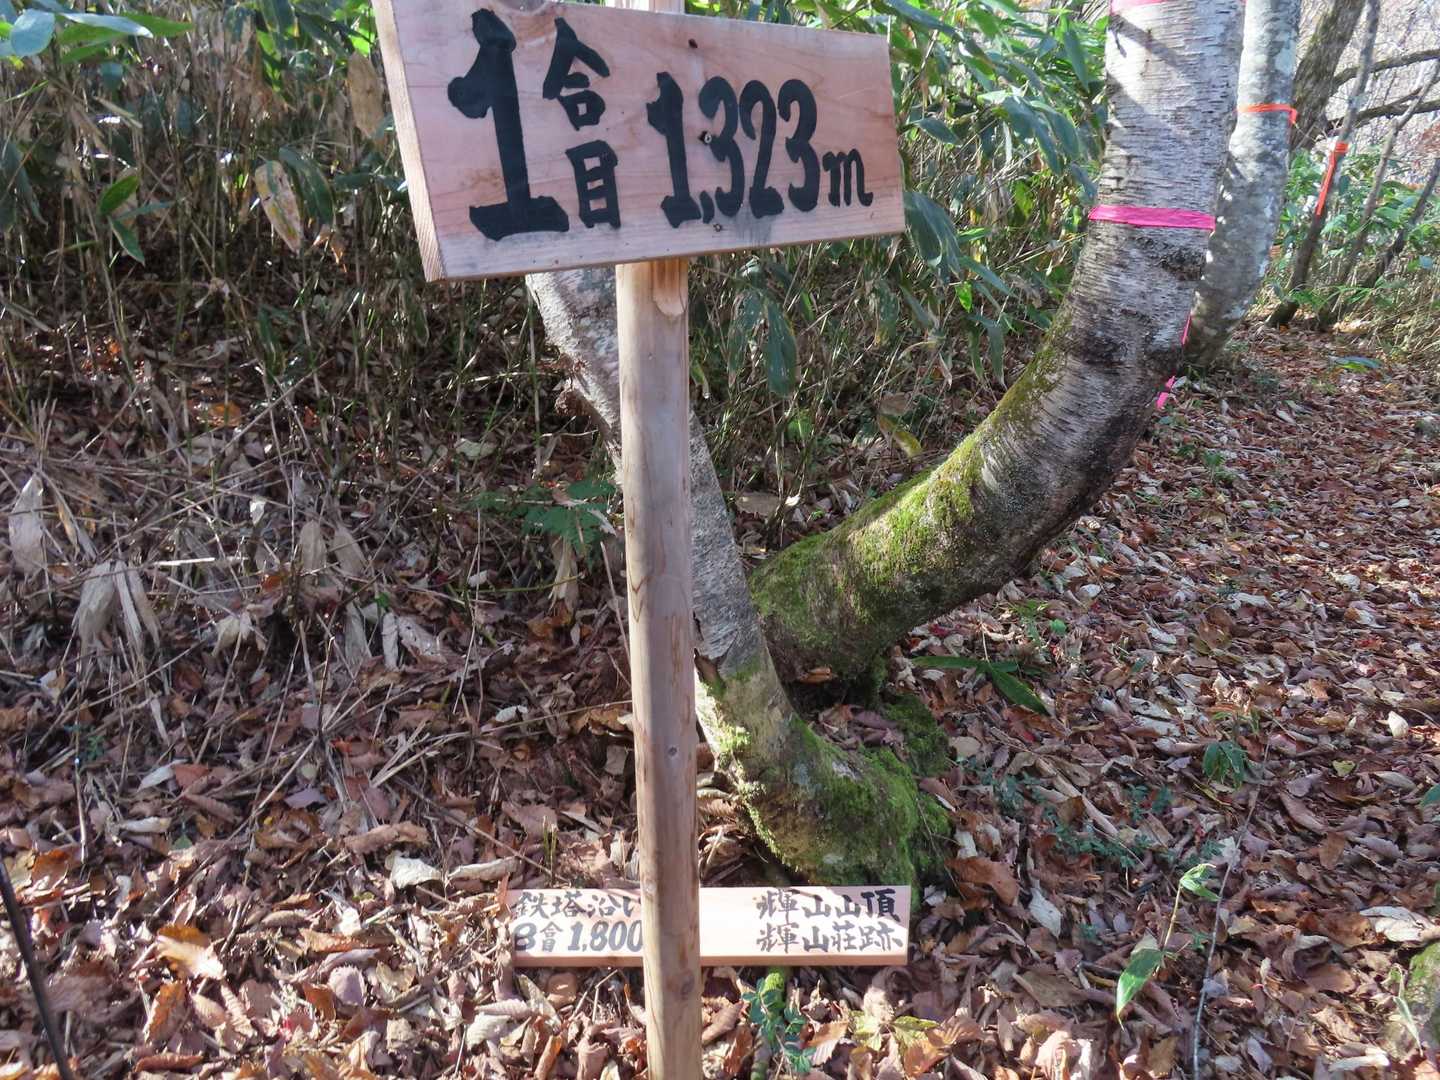 1合目 1,323m
鉄塔沿い
8會 1,800
輝山山頂
輝山荘跡